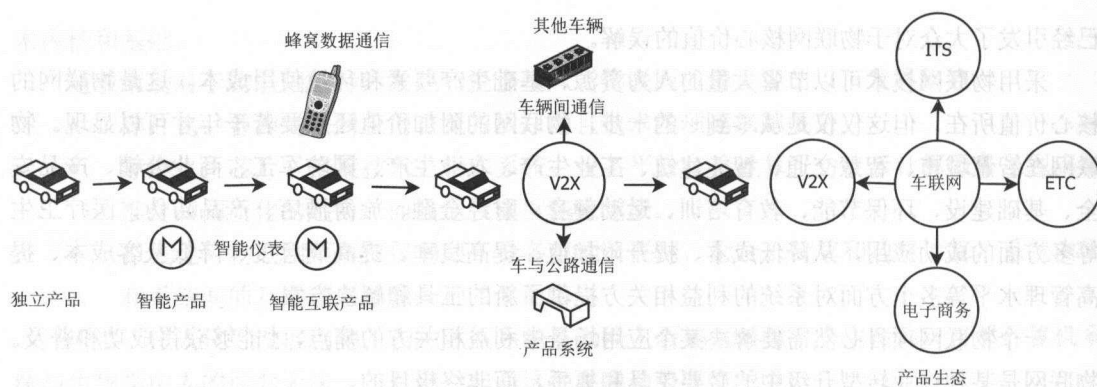 蜂窝数据通信
其他车辆
车辆间通信
V2X
车与公路通信
产品系统
M
智能仪表
M
独立产品
智能产品
智能互联产品
ITS
V2X
车联网
ETC
电子商务
产品生态